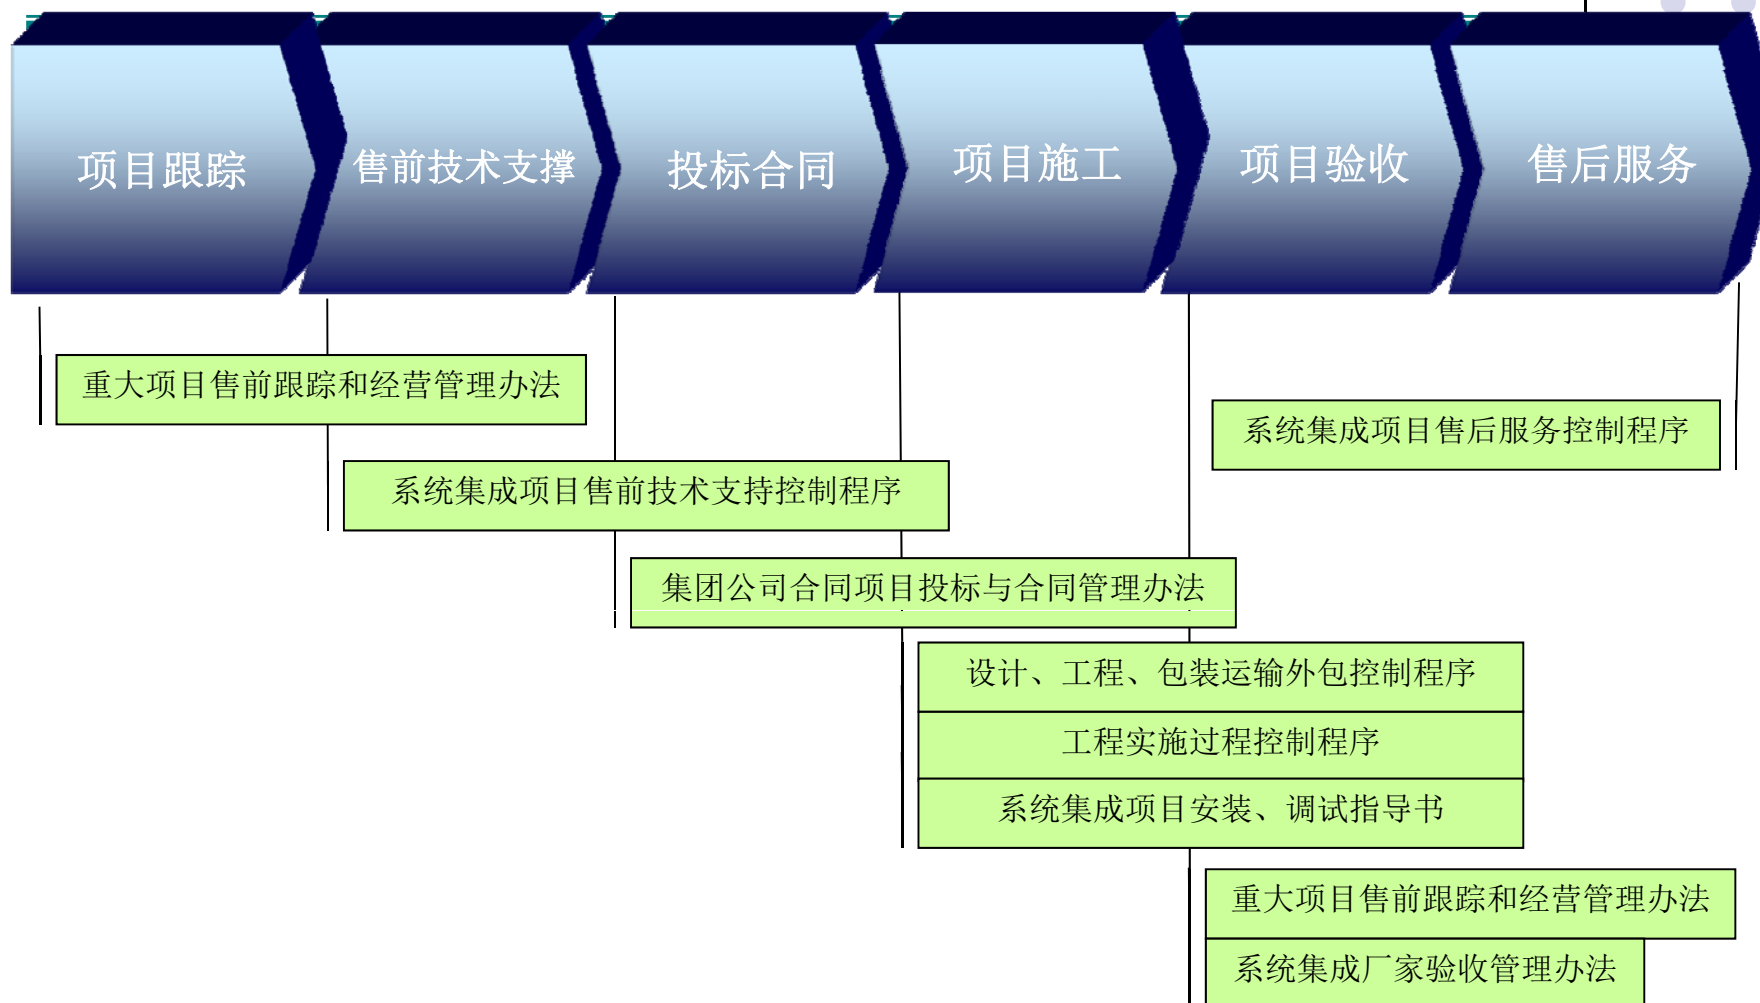 项目跟踪
售前技术支撑
投标合同
项目施工
项目验收
售后服务
重大项目售前跟踪和经营管理办法
系统集成项目售后服务控制程序
系统集成项目售前技术支持控制程序
集团公司合同项目投标与合同管理办法
设计、工程、包装运输外包控制程序
工程实施过程控制程序
系统集成项目安装、调试指导书
重大项目售前跟踪和经营管理办法
系统集成厂家验收管理办法